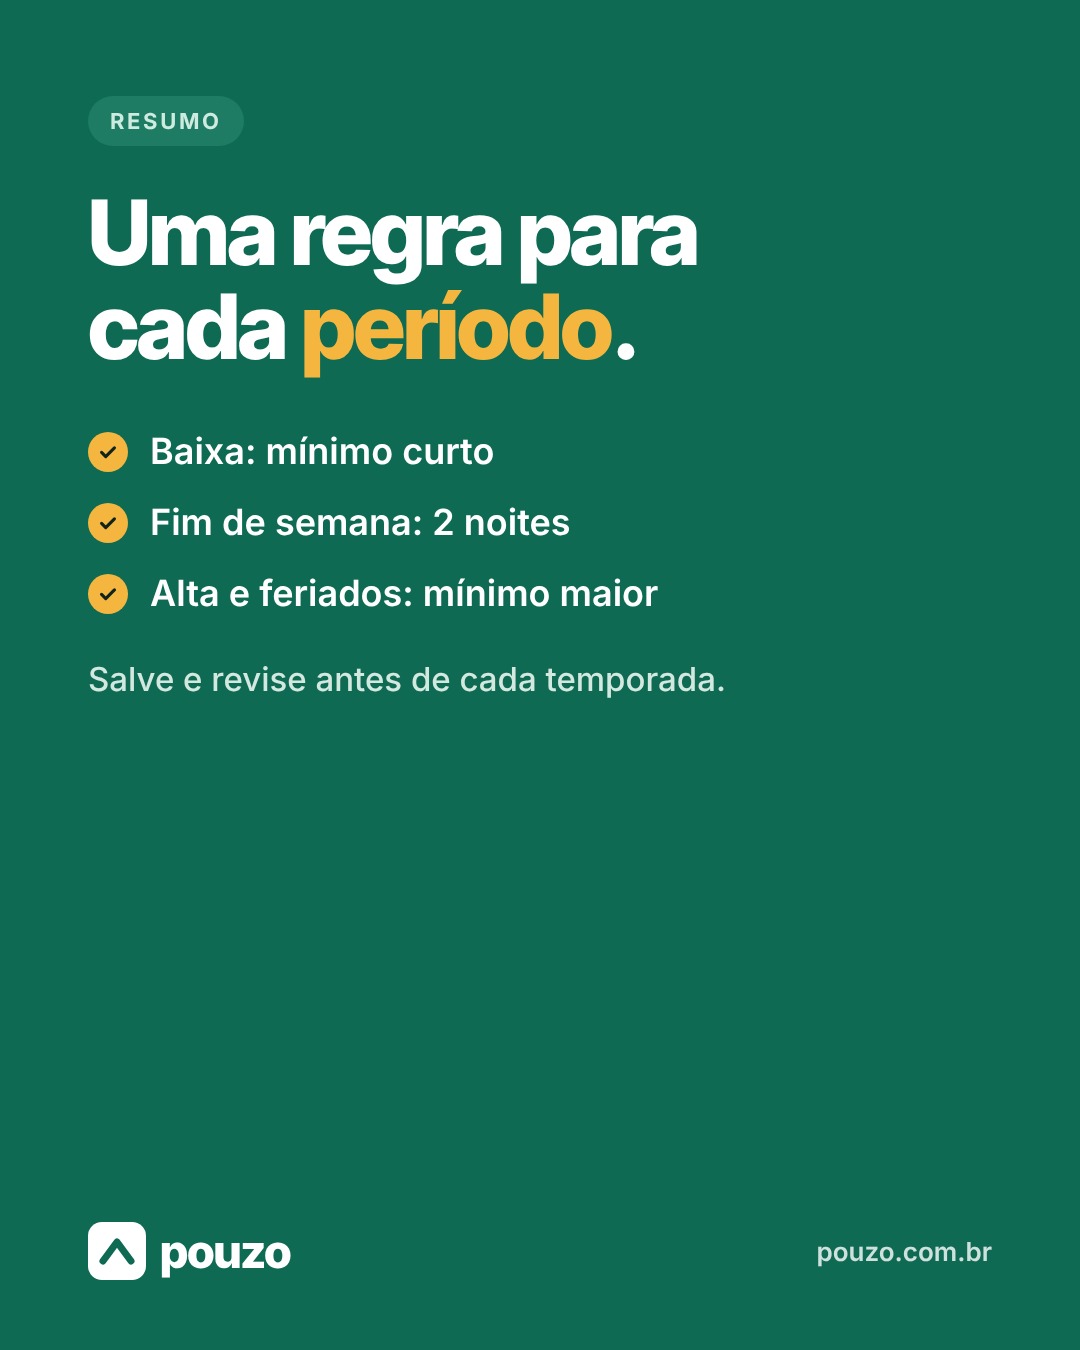 RESUMO
Uma regra para
cada período.
Baixa: mínimo curto
Fim de semana: 2 noites
Alta e feriados: mínimo maior
Salve e revise antes de cada temporada.
pouzo
pouzo.com.br